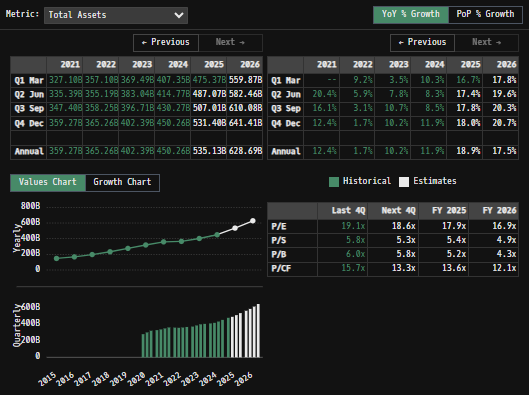 Metric: Total Assets YoY % Growth PoP % Growth
← Previous Next → ← Previous Next →
2021 2022 2023 2024 2025 2026 2021 2022 2023 2024 2025 2026
Q1 Mar 327.10B 357.10B 369.49B 407.35B 475.37B 559.87B Q1 Mar -- 9.2% 3.5% 10.3% 16.7% 17.8%
Q2 Jun 335.39B 355.19B 383.04B 414.77B 487.07B 582.46B Q2 Jun 20.4% 5.9% 7.8% 8.3% 17.4% 19.6%
Q3 Sep 347.40B 358.25B 396.71B 430.27B 507.01B 610.08B Q3 Sep 16.1% 3.1% 10.7% 8.5% 17.8% 20.3%
Q4 Dec 359.27B 365.26B 402.39B 450.26B 531.40B 641.41B Q4 Dec 12.4% 1.7% 10.2% 11.9% 18.0% 20.7%
Annual 359.27B 365.26B 402.39B 450.26B 535.13B 628.69B Annual 12.4% 1.7% 10.2% 11.9% 18.9% 17.5%
Values Chart Growth Chart Historical Estimates
800B
600B
400B
200B
0
Yearly
Last 4Q Next 4Q FY 2025 FY 2026
P/E 19.1x 18.6x 17.9x 16.9x
P/S 5.8x 5.3x 5.4x 4.9x
P/B 6.0x 5.8x 5.2x 4.3x
P/CF 15.7x 13.3x 13.6x 12.1x
600B
400B
200B
0
Quarterly
2015 2016 2017 2018 2019 2020 2021 2022 2023 2024 2025 2026